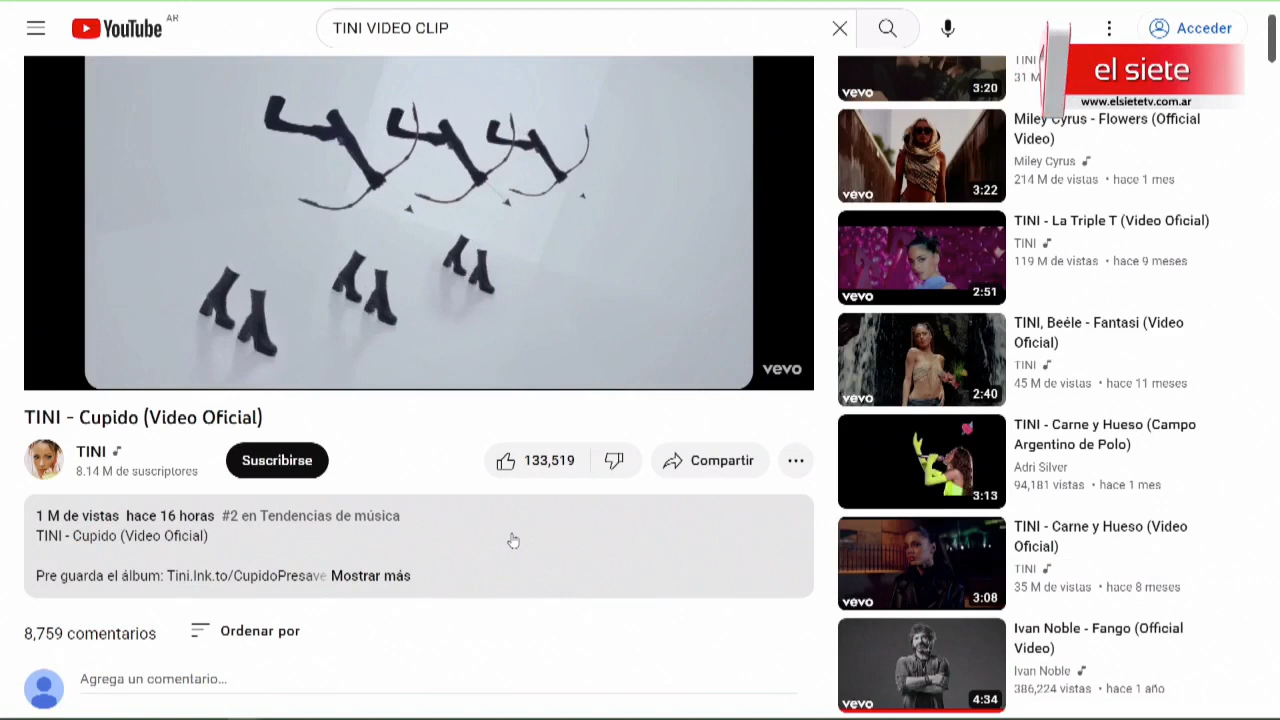 YouTube AR
TINI VIDEO CLIP
Acceder
el siete
www.elsietetv.com.ar
vevo
TINI - Cupido (Video Oficial)
TINI
8.14 M de suscriptores
Suscribirse
133,519
Compartir
1 M de vistas hace 16 horas #2 en Tendencias de música
TINI - Cupido (Video Oficial)
Pre guarda el álbum: Tini.lnk.to/CupidoPresave Mostrar más
8,759 comentarios
Ordenar por
Agrega un comentario...
vevo
3:20
TINI
31 M
vevo
3:22
Miley Cyrus - Flowers (Official
Video)
Miley Cyrus
214 M de vistas • hace 1 mes
vevo
2:51
TINI - La Triple T (Video Oficial)
TINI
119 M de vistas • hace 9 meses
vevo
2:40
TINI, Beéle - Fantasi (Video
Oficial)
TINI
45 M de vistas • hace 11 meses
3:13
TINI - Carne y Hueso (Campo
Argentino de Polo)
Adri Silver
94,181 vistas • hace 1 mes
vevo
3:08
TINI - Carne y Hueso (Video
Oficial)
TINI
35 M de vistas • hace 8 meses
vevo
4:34
Ivan Noble - Fango (Official
Video)
Ivan Noble
386,224 vistas • hace 1 año